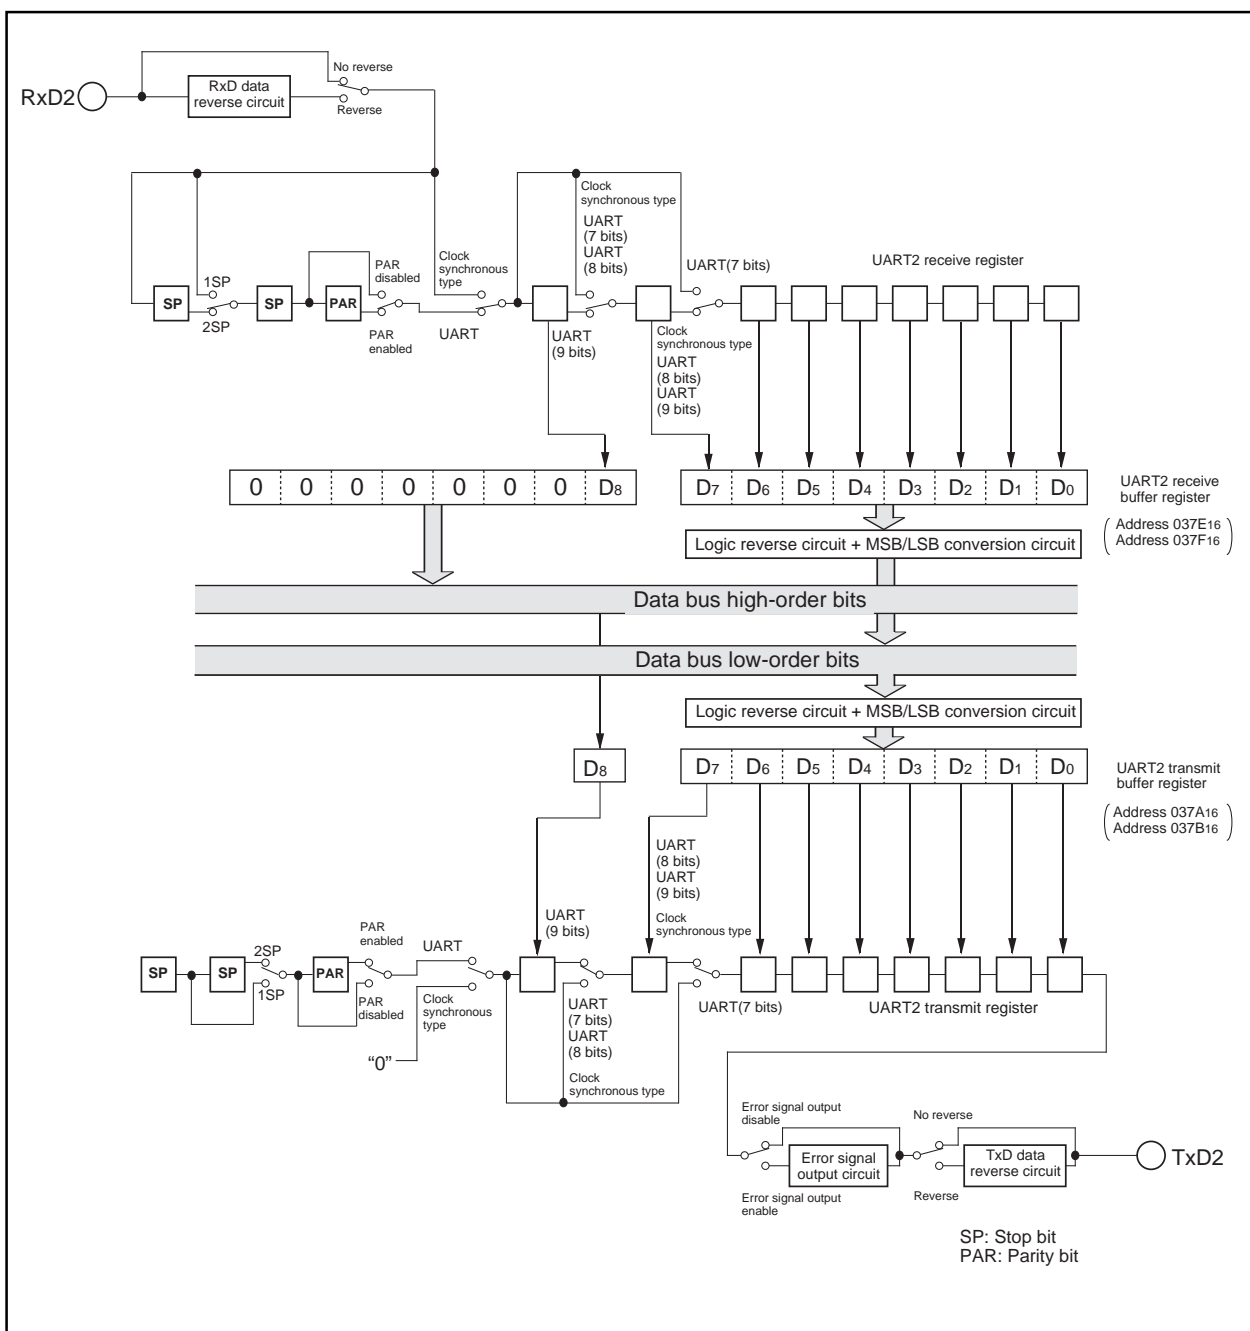 No reverse
RxD2
RxD data
reverse circuit
Reverse
Clock
synchronous type
UART
(7 bits)
UART
(8 bits)
1SP
PAR
disabled
Clock
synchronous
type
UART(7 bits)
UART2 receive register
SP
SP
PAR
2SP
PAR
enabled
UART
UART
(9 bits)
Clock
synchronous type
UART
(8 bits)
UART
(9 bits)
0 0 0 0 0 0 0 D8
D7 D6 D5 D4 D3 D2 D1 D0
UART2 receive
buffer register
Address 037E16
Address 037F16
Logic reverse circuit + MSB/LSB conversion circuit
Data bus high-order bits
Data bus low-order bits
Logic reverse circuit + MSB/LSB conversion circuit
D8
D7 D6 D5 D4 D3 D2 D1 D0
UART2 transmit
buffer register
Address 037A16
Address 037B16
UART
(8 bits)
UART
(9 bits)
Clock
synchronous type
UART
(9 bits)
PAR
enabled
2SP
UART
SP
SP
PAR
1SP
PAR
disabled
Clock
synchronous
type
"0"
UART
(7 bits)
UART
(8 bits)
Clock
synchronous type
UART(7 bits)
UART2 transmit register
Error signal output
disable
No reverse
Error signal
output circuit
TxD data
reverse circuit
TxD2
Error signal output
enable
Reverse
SP: Stop bit
PAR: Parity bit